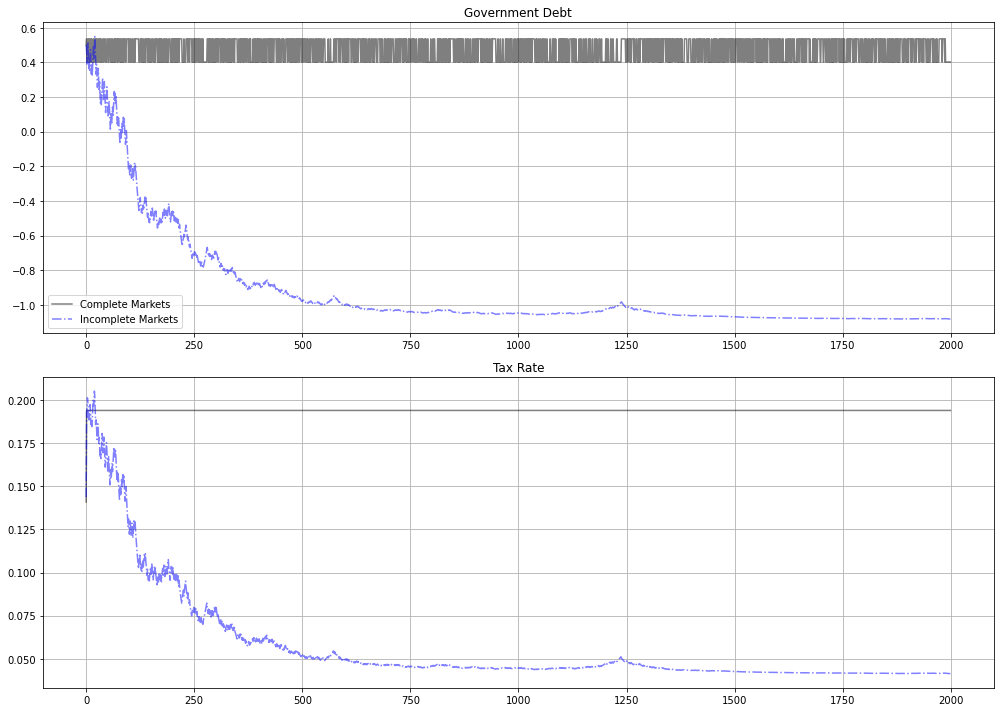 Government Debt
0.6
0.4
0.2
0.0
−0.2
−0.4
−0.6
−0.8
−1.0
Complete Markets
Incomplete Markets
0 250 500 750 1000 1250 1500 1750 2000
Tax Rate
0.200
0.175
0.150
0.125
0.100
0.075
0.050
0 250 500 750 1000 1250 1500 1750 2000